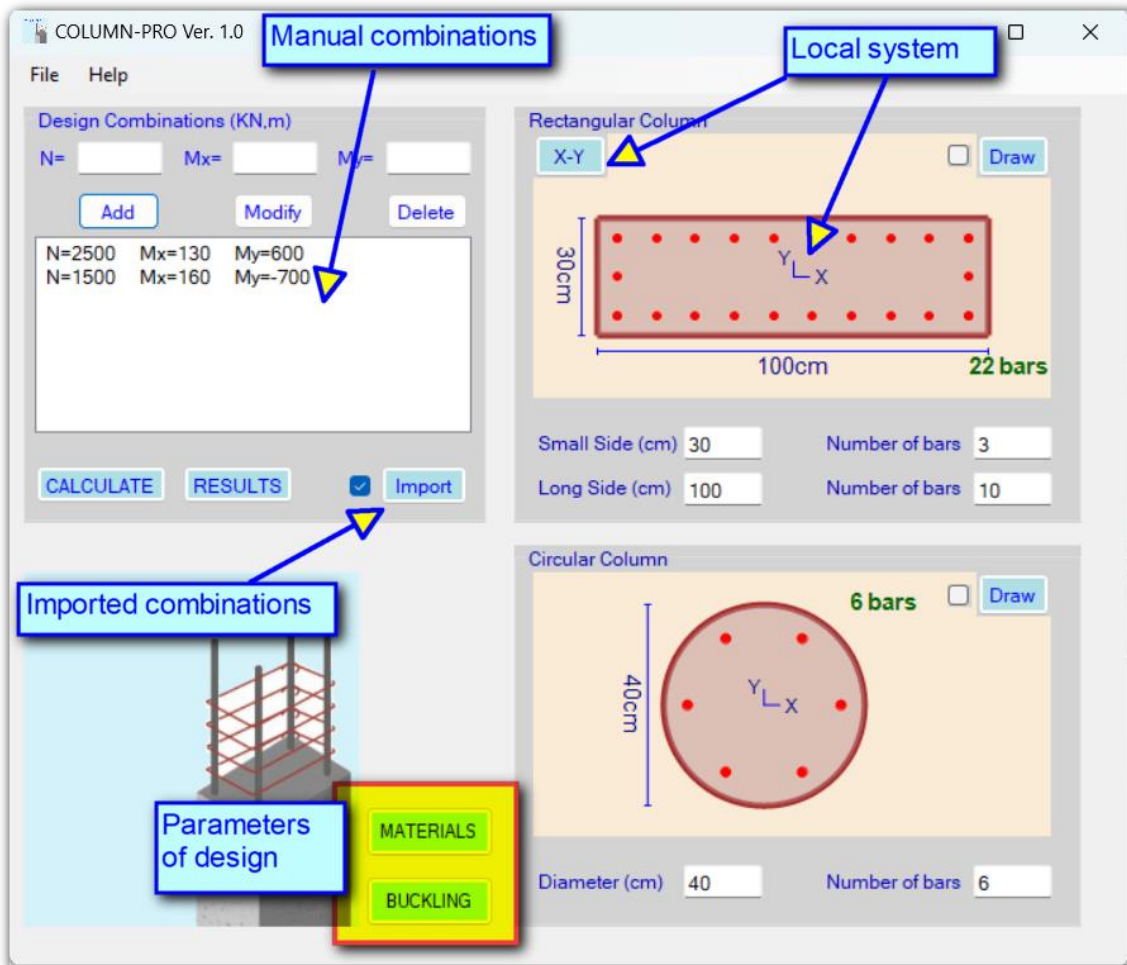 COLUMN-PRO Ver. 1.0
Manual combinations
Local system
File Help
Design Combinations (KN,m)
N= Mx= My=
Add Modify Delete
N=2500 Mx=130 My=600
N=1500 Mx=160 My=-700
CALCULATE RESULTS Import
Imported combinations
Rectangular Column
X-Y Draw
30cm
Y
X
100cm
22 bars
Small Side (cm) 30 Number of bars 3
Long Side (cm) 100 Number of bars 10
Circular Column
6 bars Draw
40cm
Y
X
Diameter (cm) 40 Number of bars 6
Parameters
of design
MATERIALS
BUCKLING